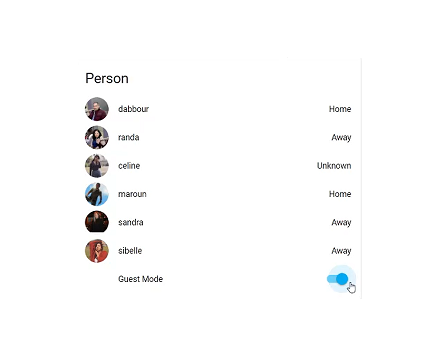 Person
dabbour Home
randa Away
celine Unknown
maroun Home
sandra Away
sibelle Away
Guest Mode